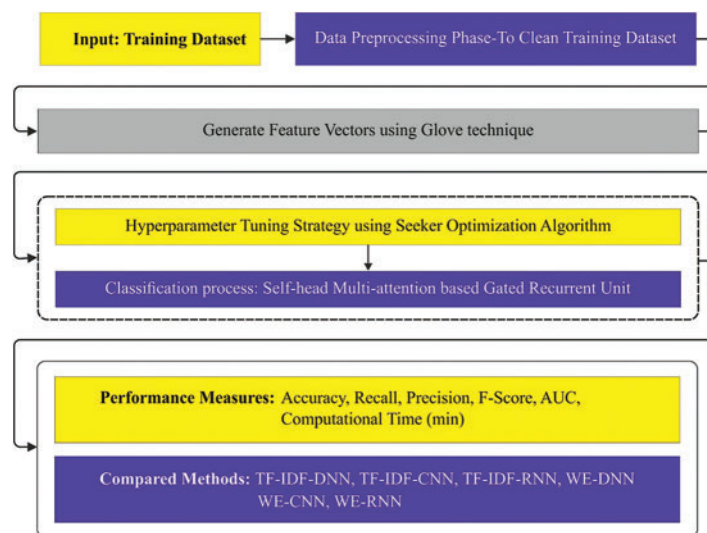 Input: Training Dataset
Data Preprocessing Phase-To Clean Training Dataset
Generate Feature Vectors using Glove technique
Hyperparameter Tuning Strategy using Seeker Optimization Algorithm
Classification process: Self-head Multi-attention based Gated Recurrent Unit
Performance Measures: Accuracy, Recall, Precision, F-Score, AUC,
Computational Time (min)
Compared Methods: TF-IDF-DNN, TF-IDF-CNN, TF-IDF-RNN, WE-DNN
WE-CNN, WE-RNN